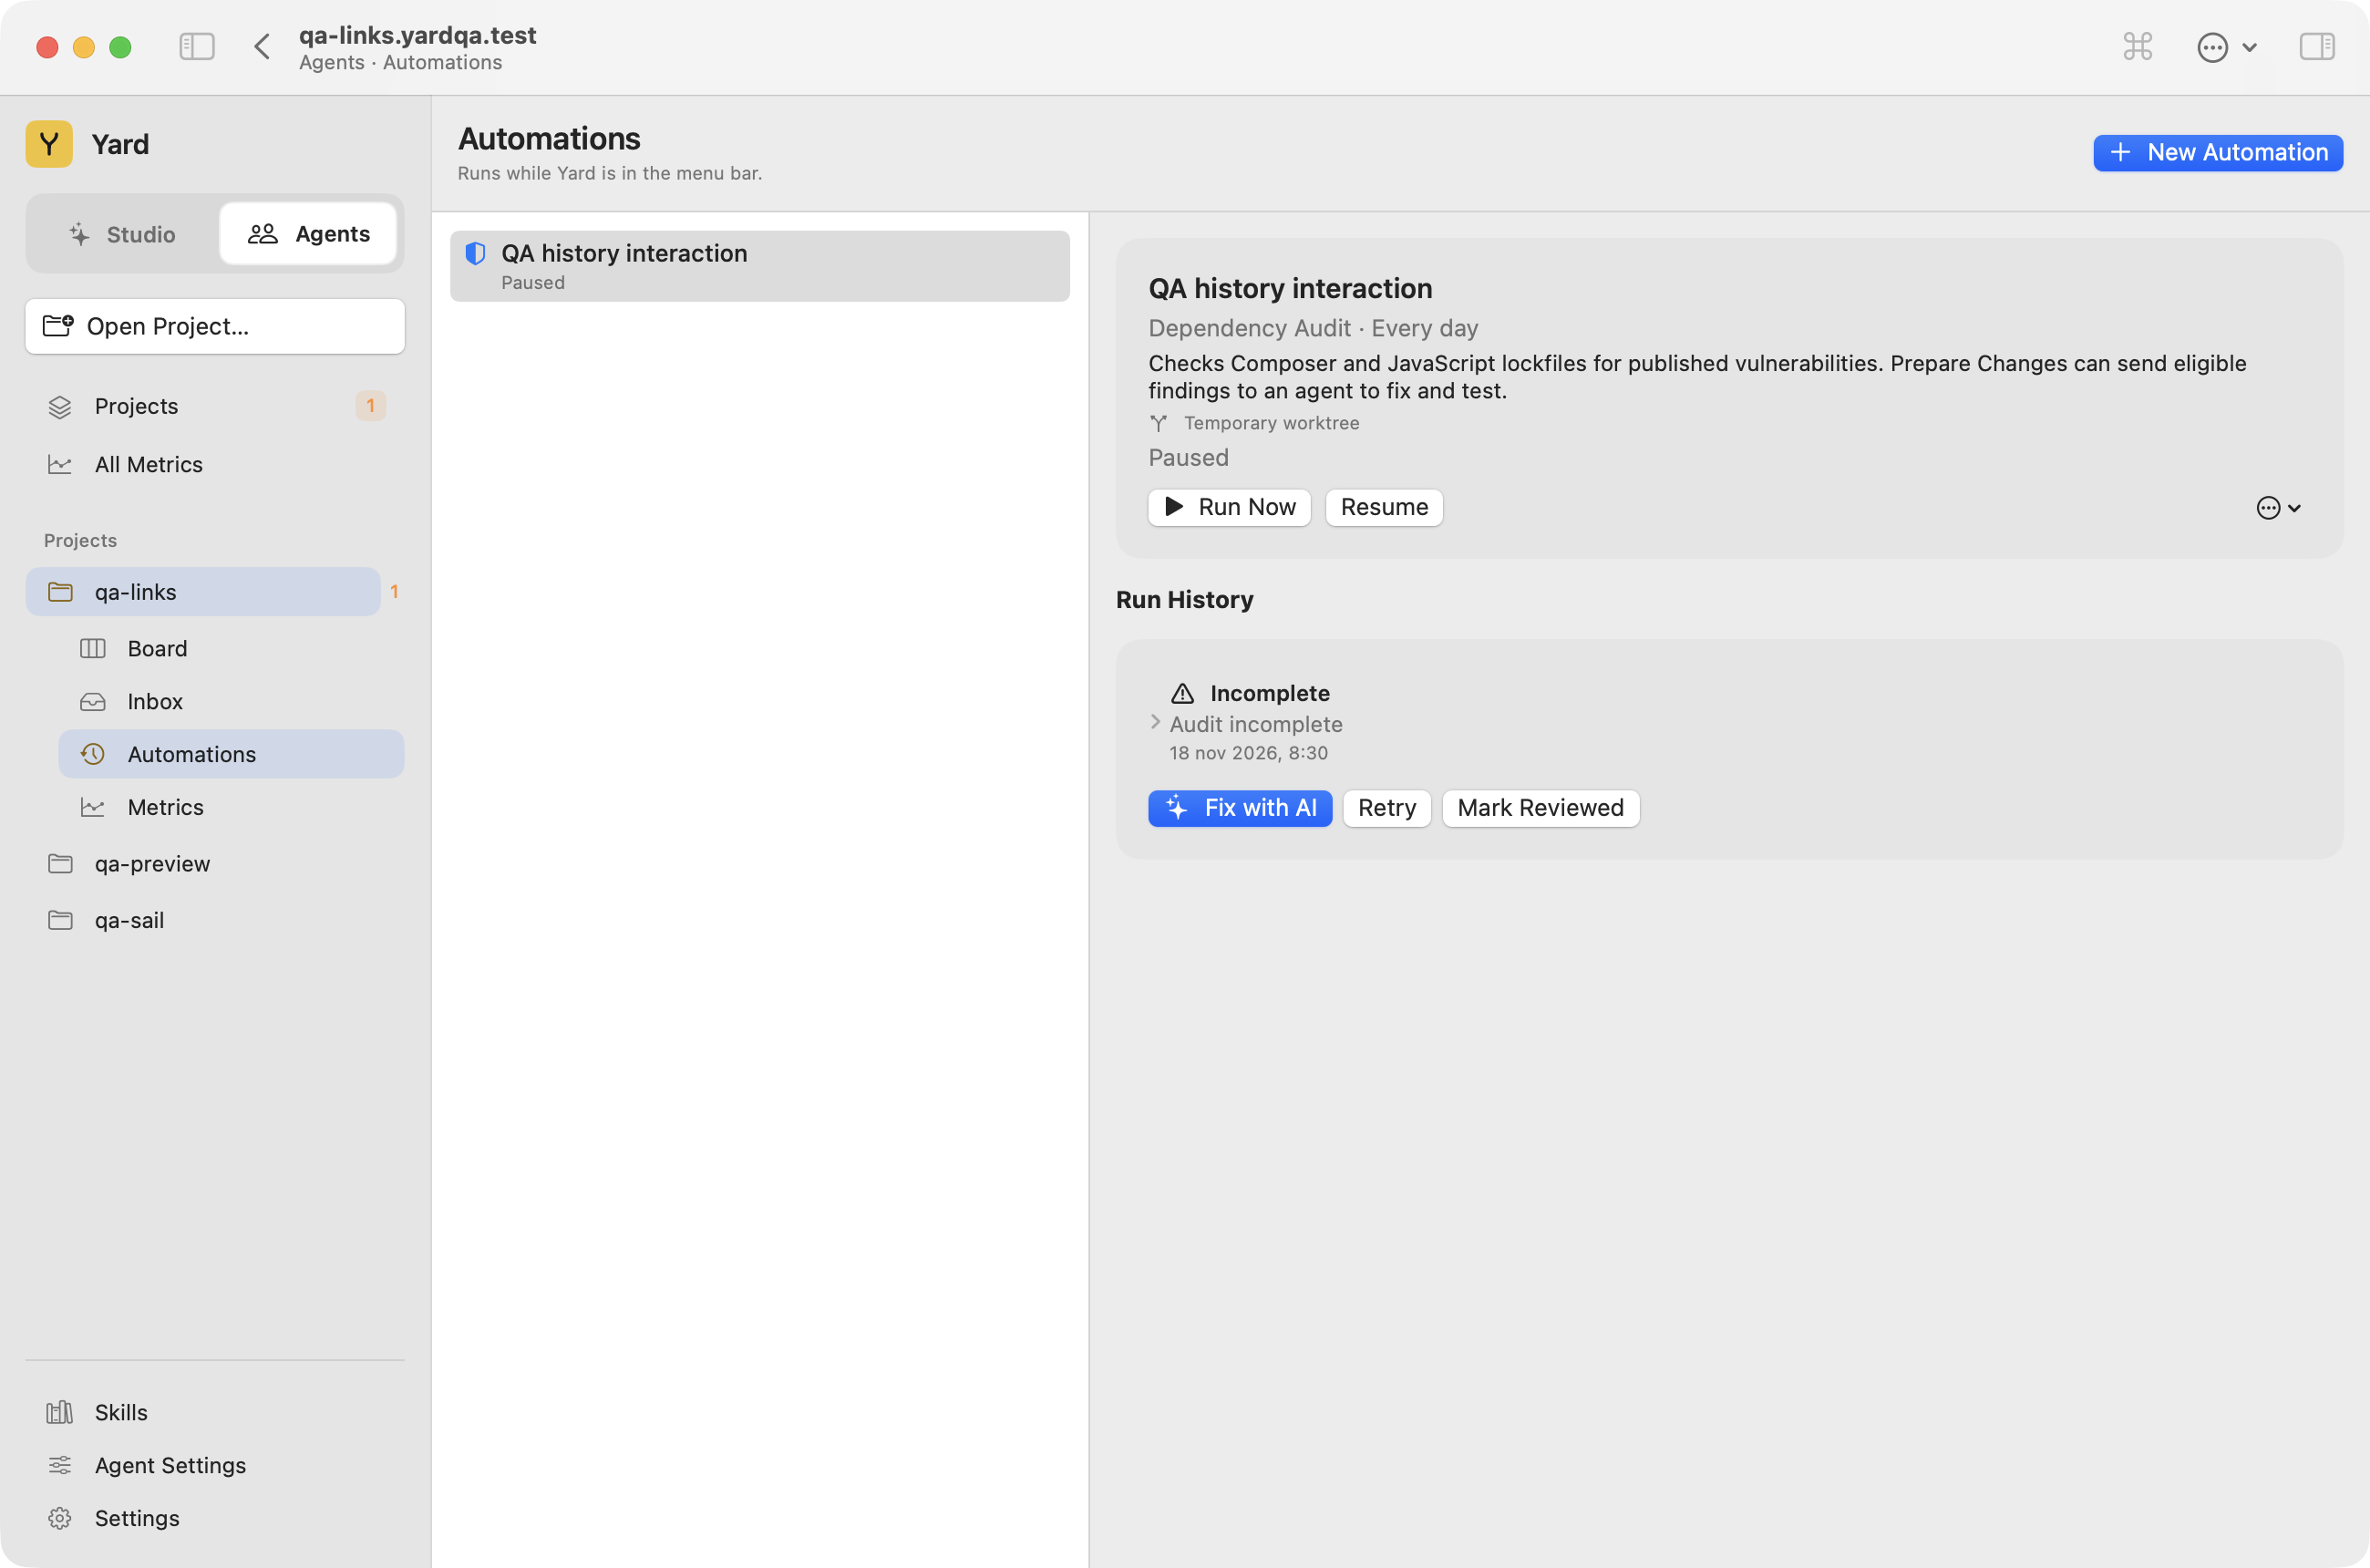 qa-links.yardqa.test
Agents · Automations
Y
Yard
Studio
Agents
Open Project...
Projects
1
All Metrics
Projects
qa-links
1
Board
Inbox
Automations
Metrics
qa-preview
qa-sail
Skills
Agent Settings
Settings
Automations
Runs while Yard is in the menu bar.
New Automation
QA history interaction
Paused
QA history interaction
Dependency Audit · Every day
Checks Composer and JavaScript lockfiles for published vulnerabilities. Prepare Changes can send eligible
findings to an agent to fix and test.
Temporary worktree
Paused
Run Now
Resume
Run History
Incomplete
Audit incomplete
18 nov 2026, 8:30
Fix with AI
Retry
Mark Reviewed